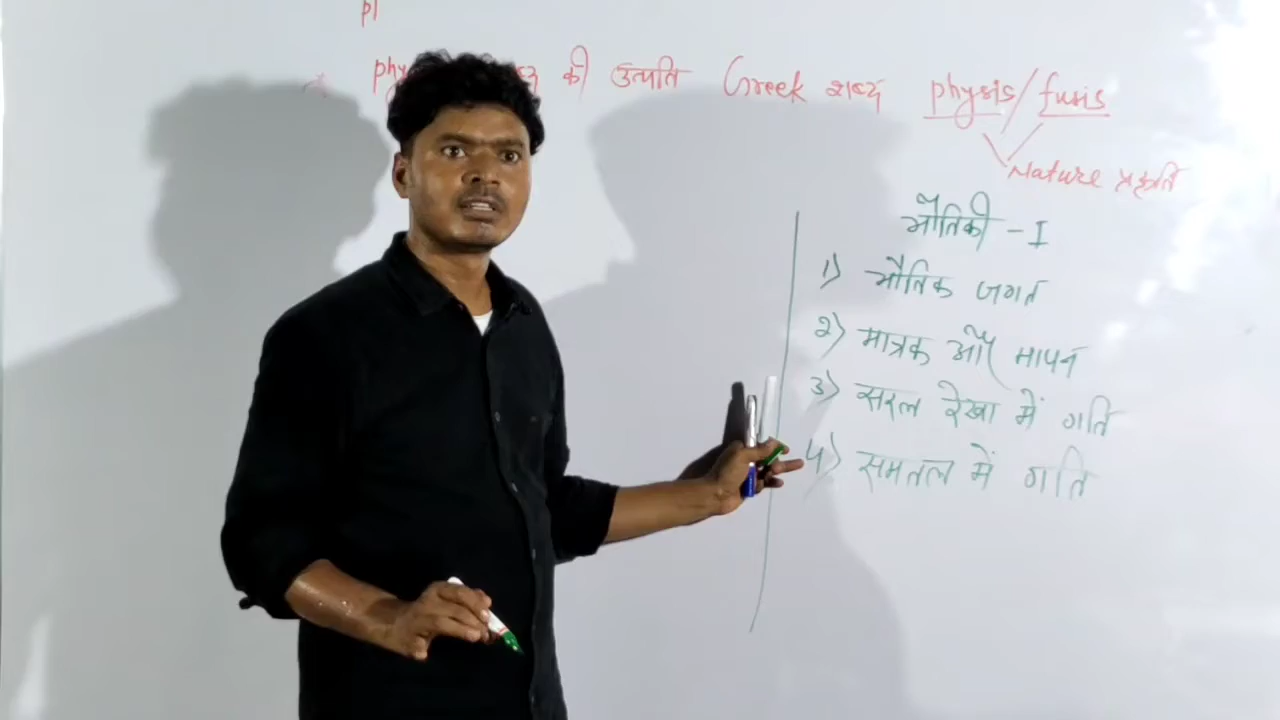 की उत्पति Greek शब्द physis/fusis
Nature प्रकृति
भौतिकी - I
1) भौतिक जगत
2) मात्रक और मापन
3) सरल रेखा में गति
4) समतल में गति